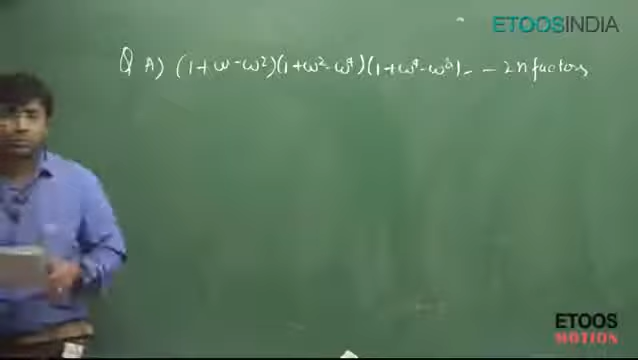 ETOOSINDIA
Q A) (1+ω-ω²)(1+ω²-ω⁴)(1+ω⁴-ω⁸)- - 2n factors
ETOOS
MOTION